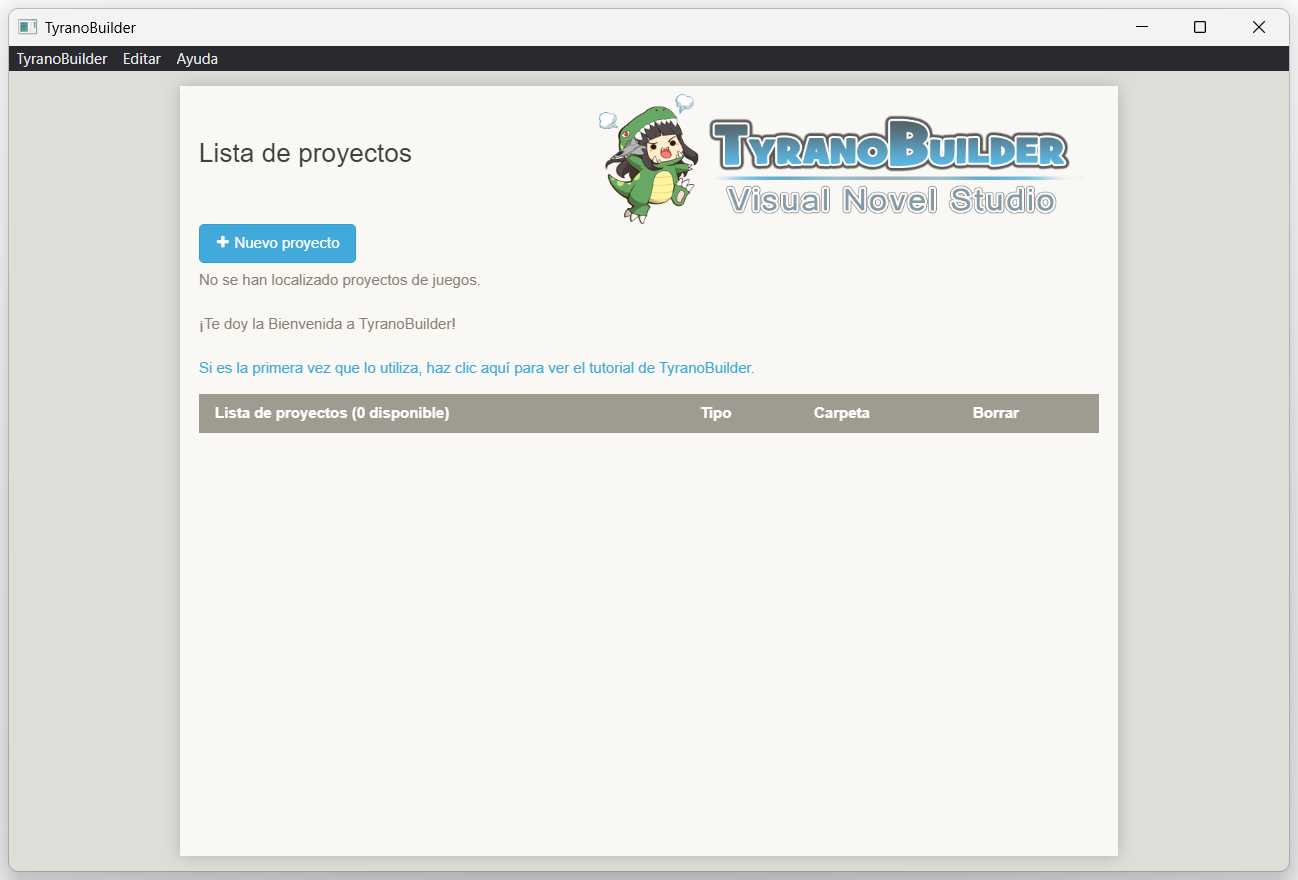 TyranoBuilder
TyranoBuilder Editar Ayuda
Lista de proyectos
TYRANOBUILDER
Visual Novel Studio
+ Nuevo proyecto
No se han localizado proyectos de juegos.
¡Te doy la Bienvenida a TyranoBuilder!
Si es la primera vez que lo utiliza, haz clic aquí para ver el tutorial de TyranoBuilder.
Lista de proyectos (0 disponible) Tipo Carpeta Borrar